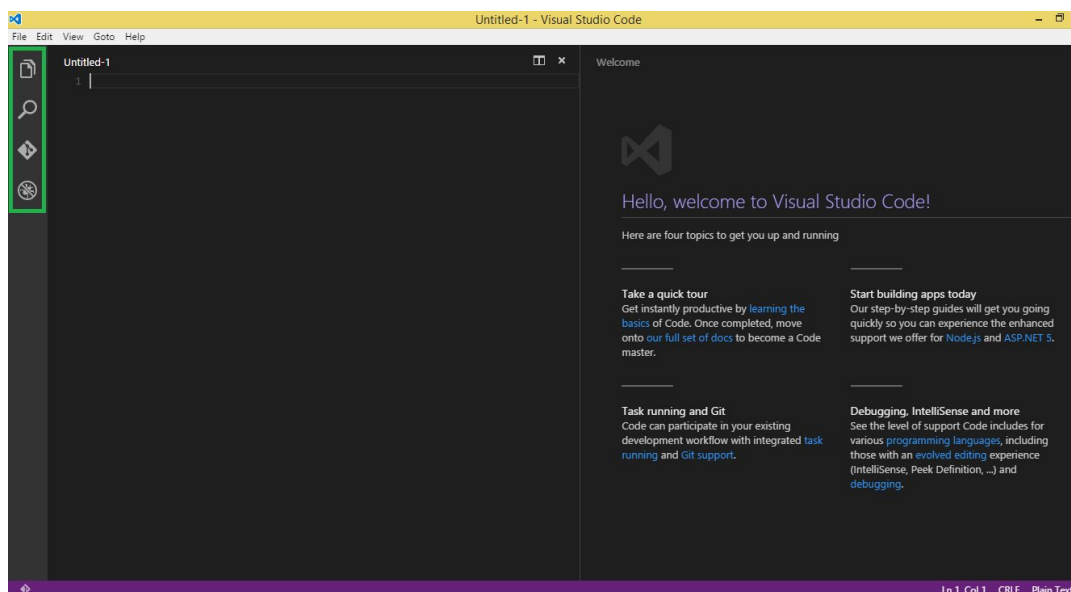 Untitled-1 - Visual Studio Code
File Edit View Goto Help
Untitled-1
1
Welcome
Hello, welcome to Visual Studio Code!
Here are four topics to get you up and running
Take a quick tour
Get instantly productive by learning the
basics of Code. Once completed, move
onto our full set of docs to become a Code
master.
Start building apps today
Our step-by-step guides will get you going
quickly so you can experience the enhanced
support we offer for Node.js and ASP.NET 5.
Task running and Git
Code can participate in your existing
development workflow with integrated task
running and Git support.
Debugging, IntelliSense and more
See the level of support Code includes for
various programming languages, including
those with an evolved editing experience
(IntelliSense, Peek Definition, ...) and
debugging.
Ln 1, Col 1 CRLF Plain Text